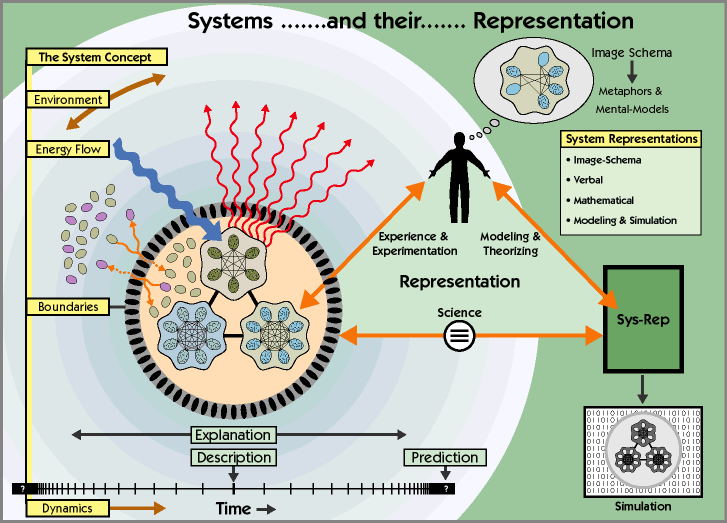 Systems .......and their....... Representation
The System Concept
Environment
Energy Flow
Boundaries
Image Schema
Metaphors &
Mental-Models
System Representations
• Image-Schema
• Verbal
• Mathematical
• Modeling & Simulation
Experience &
Experimentation
Modeling &
Theorizing
Representation
Science
Sys-Rep
Explanation
Description
Prediction
?
?
Dynamics
Time
Simulation